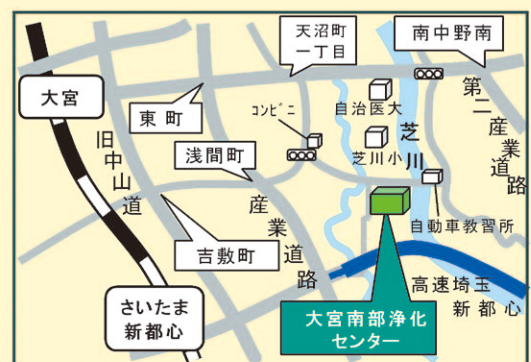 天沼町
一丁目
南中野南
大宮
東町
コンビニ
自治医大
第二産業道路
旧中山道
浅間町
芝川小
芝川
産業道路
自動車教習所
吉敷町
高速埼玉
新都心
さいたま
新都心
大宮南部浄化
センター